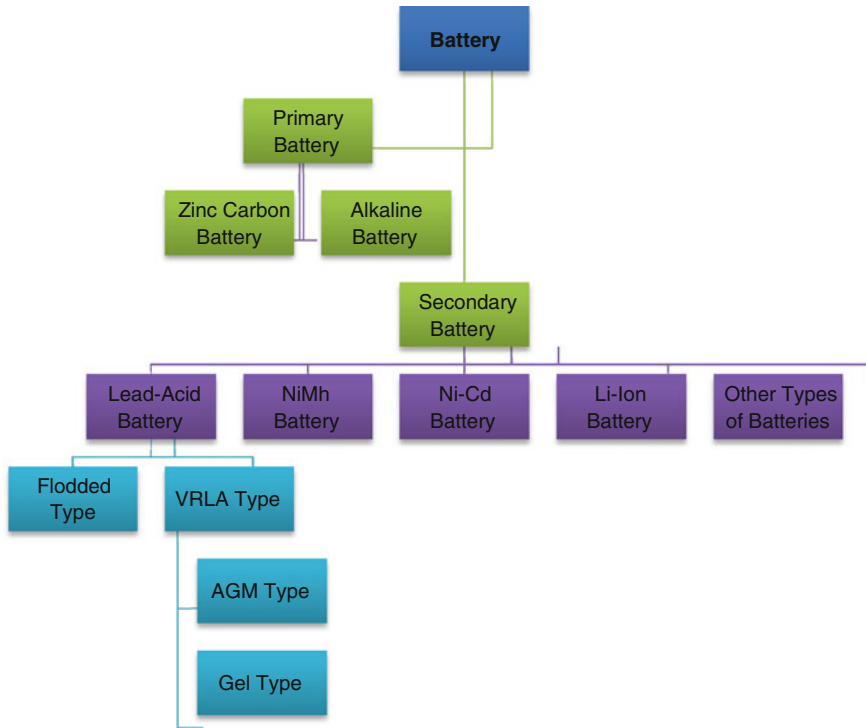 Battery
Primary
Battery
Zinc Carbon
Battery
Alkaline
Battery
Secondary
Battery
Lead-Acid
Battery
NiMh
Battery
Ni-Cd
Battery
Li-Ion
Battery
Other Types
of Batteries
Flodded
Type
VRLA Type
AGM Type
Gel Type